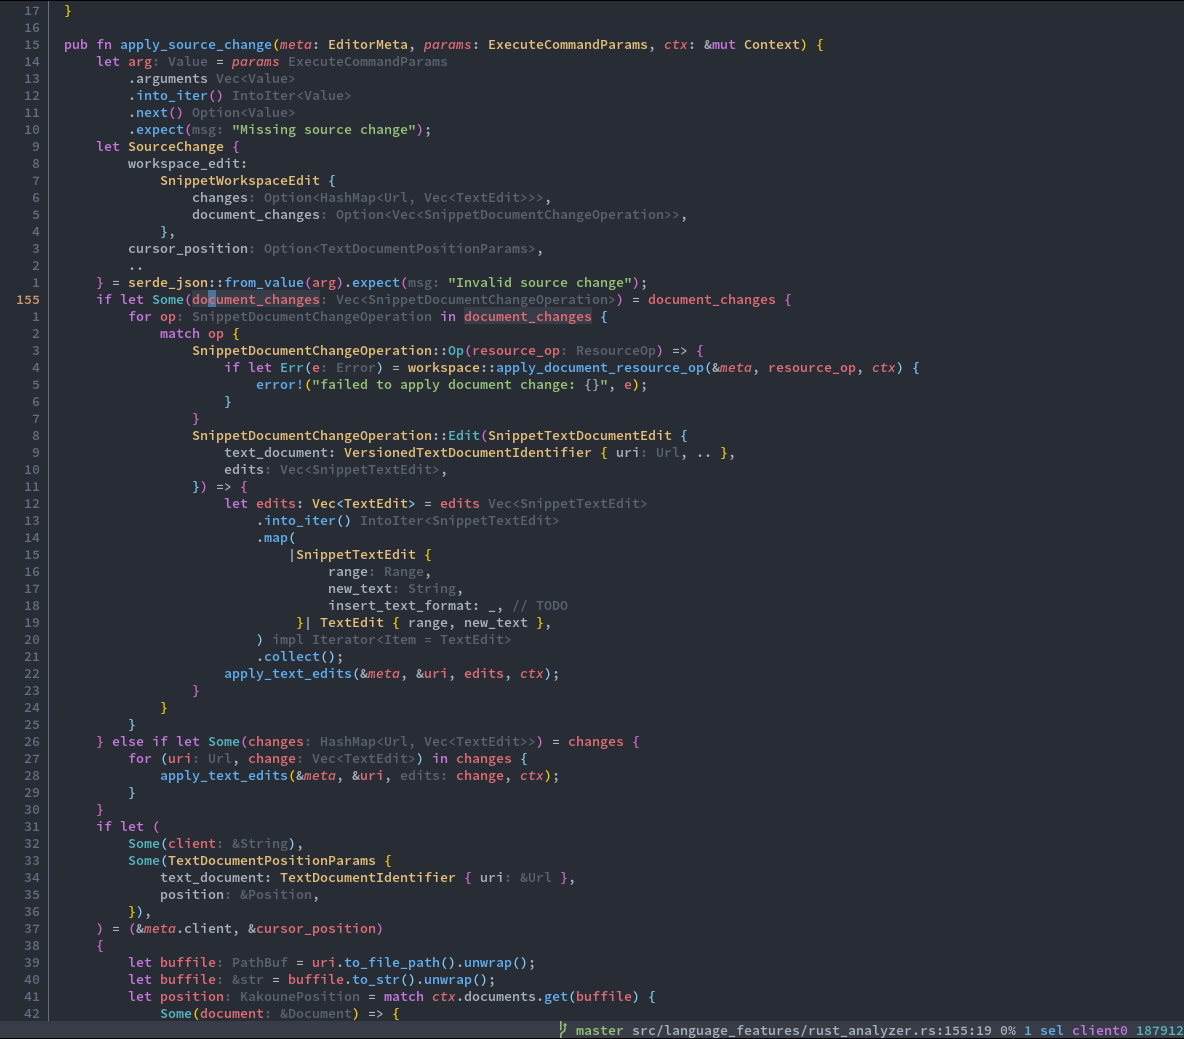 17 }
16
15 pub fn apply_source_change(meta: EditorMeta, params: ExecuteCommandParams, ctx: &mut Context) {
14 let arg: Value = params ExecuteCommandParams
13 .arguments Vec<Value>
12 .into_iter() IntoIter<Value>
11 .next() Option<Value>
10 .expect(msg: "Missing source change");
9 let SourceChange {
8 workspace_edit:
7 SnippetWorkspaceEdit {
6 changes: Option<HashMap<Url, Vec<TextEdit>>>,
5 document_changes: Option<Vec<SnippetDocumentChangeOperation>>,
4 },
3 cursor_position: Option<TextDocumentPositionParams>,
2 ..
1 } = serde_json::from_value(arg).expect(msg: "Invalid source change");
155 if let Some(document_changes: Vec<SnippetDocumentChangeOperation>) = document_changes {
1 for op: SnippetDocumentChangeOperation in document_changes {
2 match op {
3 SnippetDocumentChangeOperation::Op(resource_op: ResourceOp) => {
4 if let Err(e: Error) = workspace::apply_document_resource_op(&meta, resource_op, ctx) {
5 error!("failed to apply document change: {}", e);
6 }
7 }
8 SnippetDocumentChangeOperation::Edit(SnippetTextDocumentEdit {
9 text_document: VersionedTextDocumentIdentifier { uri: Url, .. },
10 edits: Vec<SnippetTextEdit>,
11 }) => {
12 let edits: Vec<TextEdit> = edits Vec<SnippetTextEdit>
13 .into_iter() IntoIter<SnippetTextEdit>
14 .map(
15 |SnippetTextEdit {
16 range: Range,
17 new_text: String,
18 insert_text_format: _, // TODO
19 }| TextEdit { range, new_text },
20 ) impl Iterator<Item = TextEdit>
21 .collect();
22 apply_text_edits(&meta, &uri, edits, ctx);
23 }
24 }
25 }
26 } else if let Some(changes: HashMap<Url, Vec<TextEdit>>) = changes {
27 for (uri: Url, change: Vec<TextEdit>) in changes {
28 apply_text_edits(&meta, &uri, edits: change, ctx);
29 }
30 }
31 if let (
32 Some(client: &String),
33 Some(TextDocumentPositionParams {
34 text_document: TextDocumentIdentifier { uri: &Url },
35 position: &Position,
36 }),
37 ) = (&meta.client, &cursor_position)
38 {
39 let buffile: PathBuf = uri.to_file_path().unwrap();
40 let buffile: &str = buffile.to_str().unwrap();
41 let position: KakounePosition = match ctx.documents.get(buffile) {
42 Some(document: &Document) => {
master src/language_features/rust_analyzer.rs:155:19 0% 1 sel client0 187912